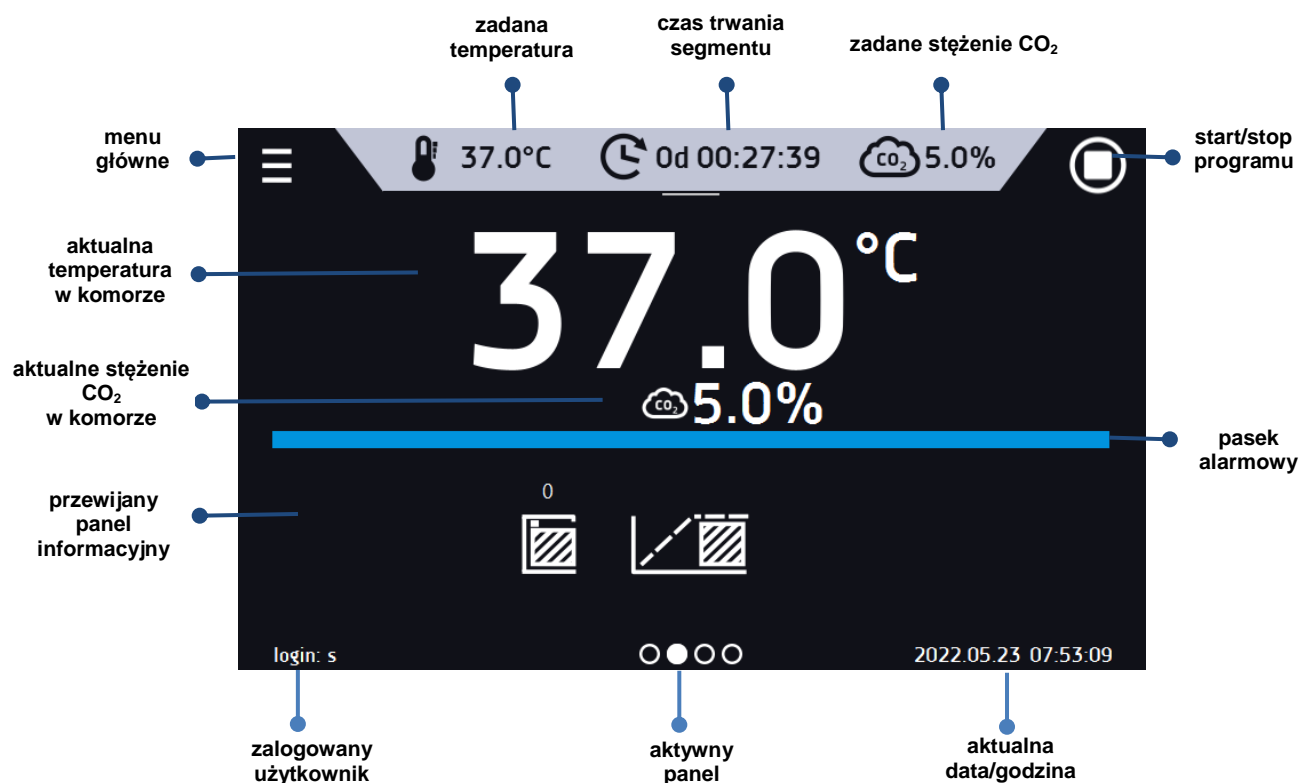 zadana
temperatura
czas trwania
segmentu
zadane stężenie CO₂
menu
główne
37.0°C
0d 00:27:39
CO₂
5.0%
start/stop
programu
aktualna
temperatura
w komorze
37.0°C
aktualne stężenie
CO₂
w komorze
CO₂ 5.0%
pasek
alarmowy
przewijany
panel
informacyjny
0
login: s
2022.05.23 07:53:09
zalogowany
użytkownik
aktywny
panel
aktualna
data/godzina